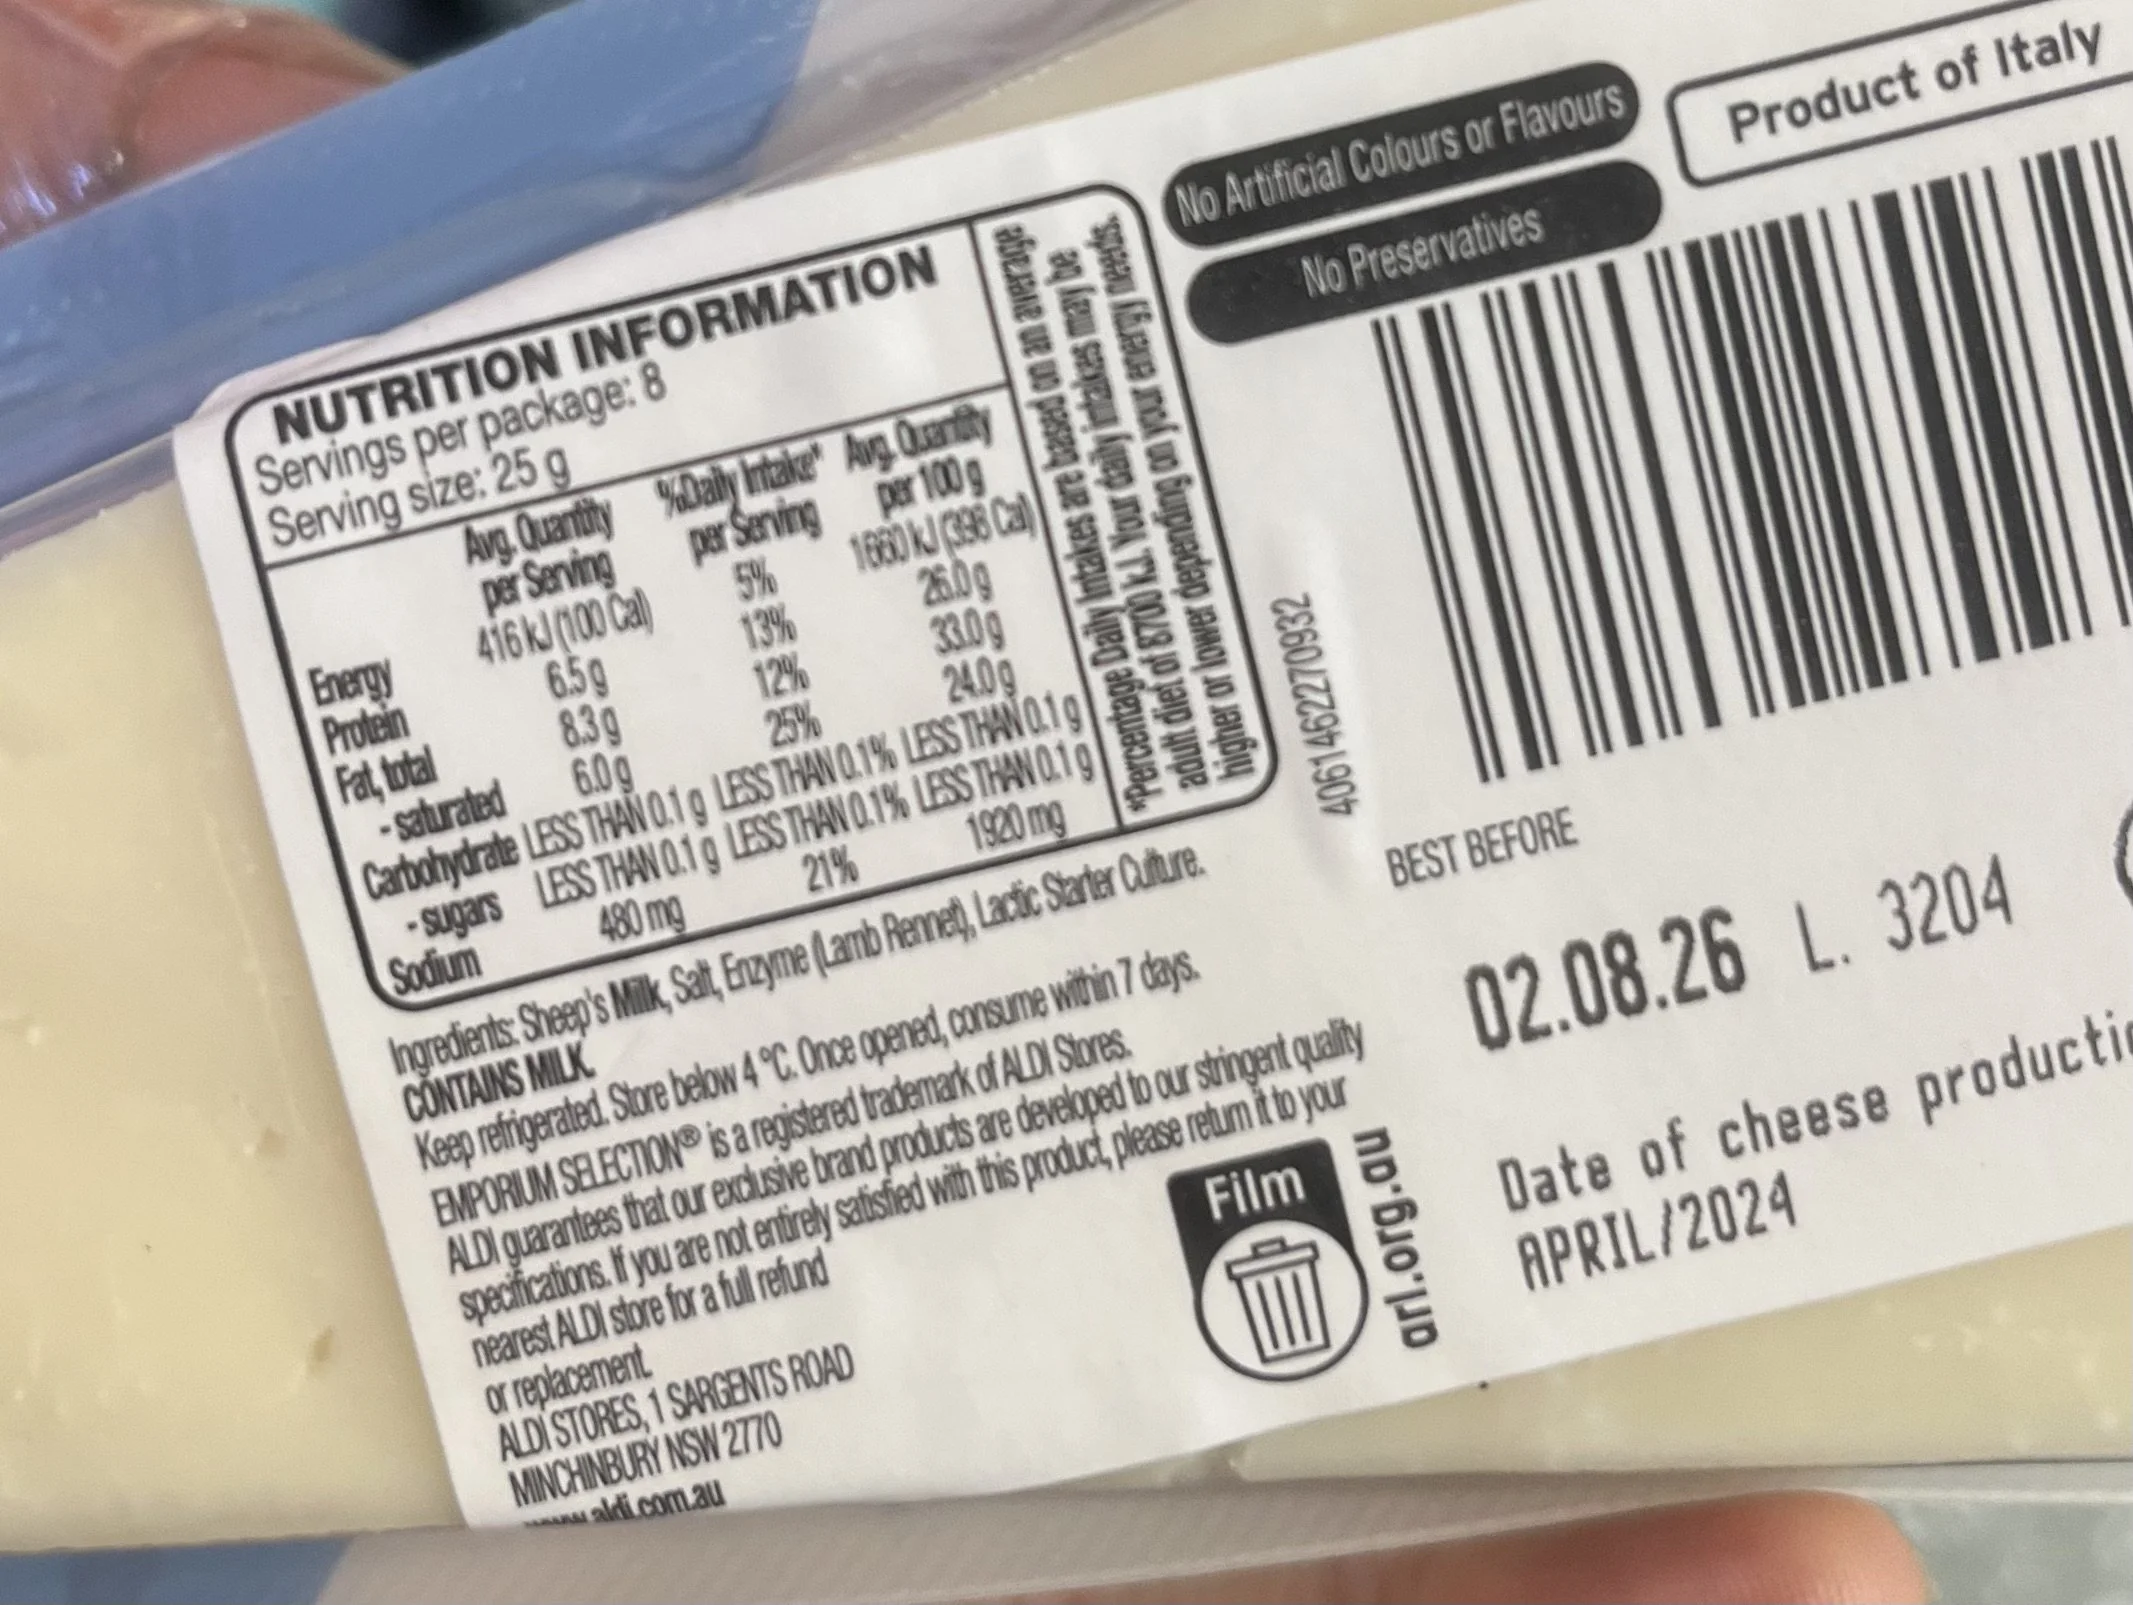 NUTRITION INFORMATION
Servings per package: 8
Serving size: 25 g
Avg. Quantity per Serving %Daily Intake* per Serving Avg. Quantity per 100 g
Energy 416 kJ (100 Cal) 5% 1660 kJ (398 Cal)
Protein 6.5 g 13% 26.0 g
Fat, total 8.3 g 12% 33.0 g
- saturated 6.0 g 25% 24.0 g
Carbohydrate LESS THAN 0.1 g LESS THAN 0.1% LESS THAN 0.1 g
- sugars LESS THAN 0.1 g LESS THAN 0.1% LESS THAN 0.1 g
Sodium 480 mg 21% 1920 mg
*Percentage Daily Intakes are based on an average
adult diet of 8700 kJ. Your daily intakes may be
higher or lower depending on your energy needs.
Ingredients: Sheep's Milk, Salt, Enzyme (Lamb Rennet), Lactic Starter Culture.
CONTAINS MILK.
Keep refrigerated. Store below 4 °C. Once opened, consume within 7 days.
EMPORIUM SELECTION® is a registered trademark of ALDI Stores.
ALDI guarantees that our exclusive brand products are developed to our stringent quality
specifications. If you are not entirely satisfied with this product, please return it to your
nearest ALDI store for a full refund
or replacement.
ALDI STORES, 1 SARGENTS ROAD
MINCHINBURY NSW 2770
www.aldi.com.au
Film
arl.org.au
No Artificial Colours or Flavours
No Preservatives
Product of Italy
4061462270932
BEST BEFORE
02.08.26 L. 3204
Date of cheese producti
APRIL/2024